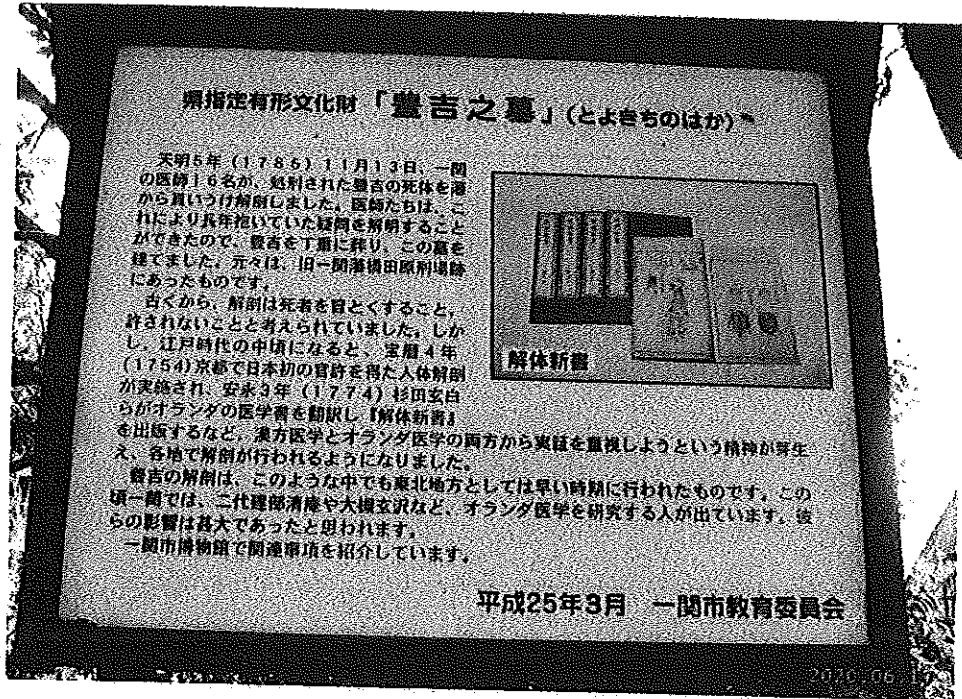 県指定有形文化財「豊吉之墓」(とよきちのはか)
天明5年(1785)11月13日、一関
の医師16名が、処刑された豊吉の死体を藩
から貰いうけ解剖しました。医師たちは、こ
れにより長年抱いていた疑問を解明すること
ができたので、豊吉を丁重に葬り、この墓を
建てました。元々は、旧一関藩橋田原刑場跡
にあったものです。
古くから、解剖は死者を冒とくすること、
許されないことと考えられていました。しか
し、江戸時代の中頃になると、宝暦4年
(1754)京都で日本初の官許を得た人体解剖
が実施され、安永3年(1774)杉田玄白
らがオランダの医学書を翻訳し『解体新書』
を出版するなど、漢方医学とオランダ医学の両方から実証を重視しようという精神が芽生
え、各地で解剖が行われるようになりました。
豊吉の解剖は、このような中でも東北地方としては早い時期に行われたものです。この
頃一関では、二代建部清庵や大槻玄沢など、オランダ医学を研究する人が出ています。彼
らの影響は甚大であったと思われます。
一関市博物館で関連事項を紹介しています。
解体新書
平成25年3月 一関市教育委員会